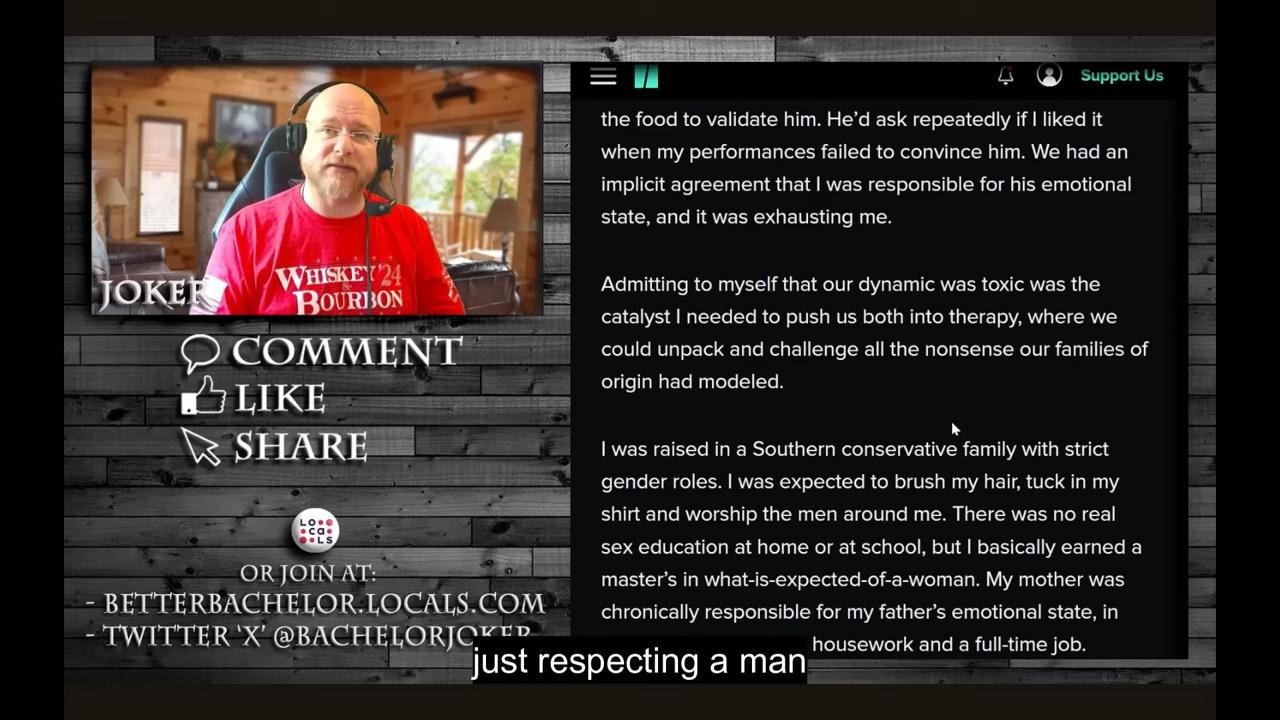 WHISKEY '24
&
BOURBON
JOKER
COMMENT
LIKE
SHARE
LOCALS
OR JOIN AT:
- BETTERBACHELOR.LOCALS.COM
- TWITTER 'X' @BACHELORJOKER
Support Us
the food to validate him. He’d ask repeatedly if I liked it
when my performances failed to convince him. We had an
implicit agreement that I was responsible for his emotional
state, and it was exhausting me.
Admitting to myself that our dynamic was toxic was the
catalyst I needed to push us both into therapy, where we
could unpack and challenge all the nonsense our families of
origin had modeled.
I was raised in a Southern conservative family with strict
gender roles. I was expected to brush my hair, tuck in my
shirt and worship the men around me. There was no real
sex education at home or at school, but I basically earned a
master’s in what-is-expected-of-a-woman. My mother was
chronically responsible for my father’s emotional state, in
housework and a full-time job.
just respecting a man